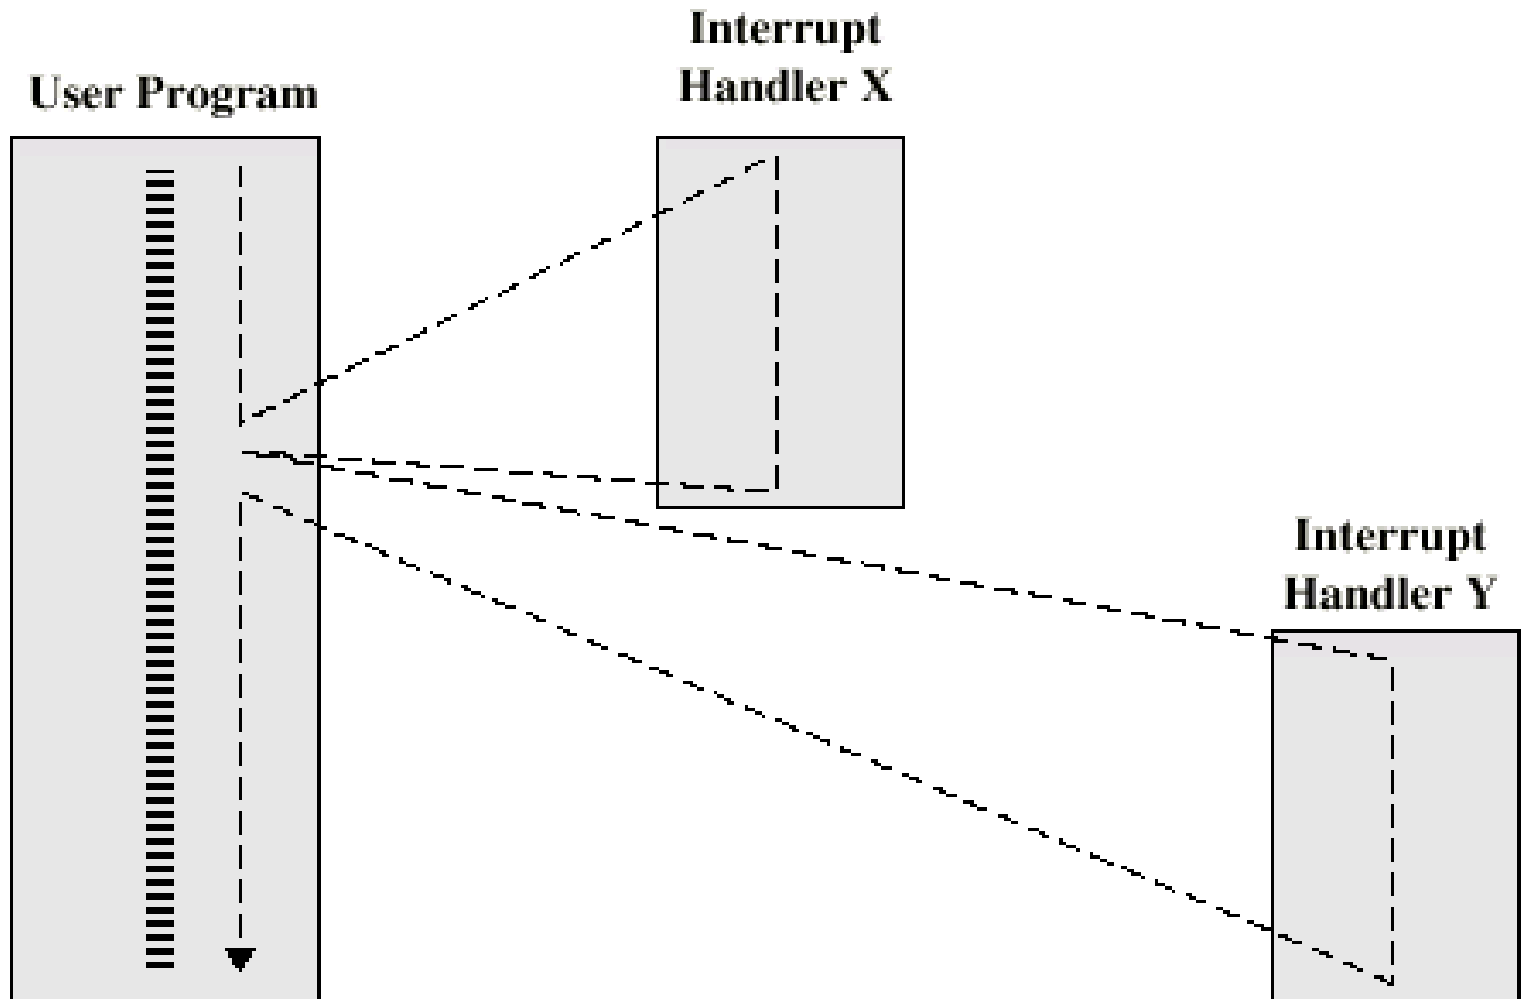 User Program
Interrupt
Handler X
Interrupt
Handler Y